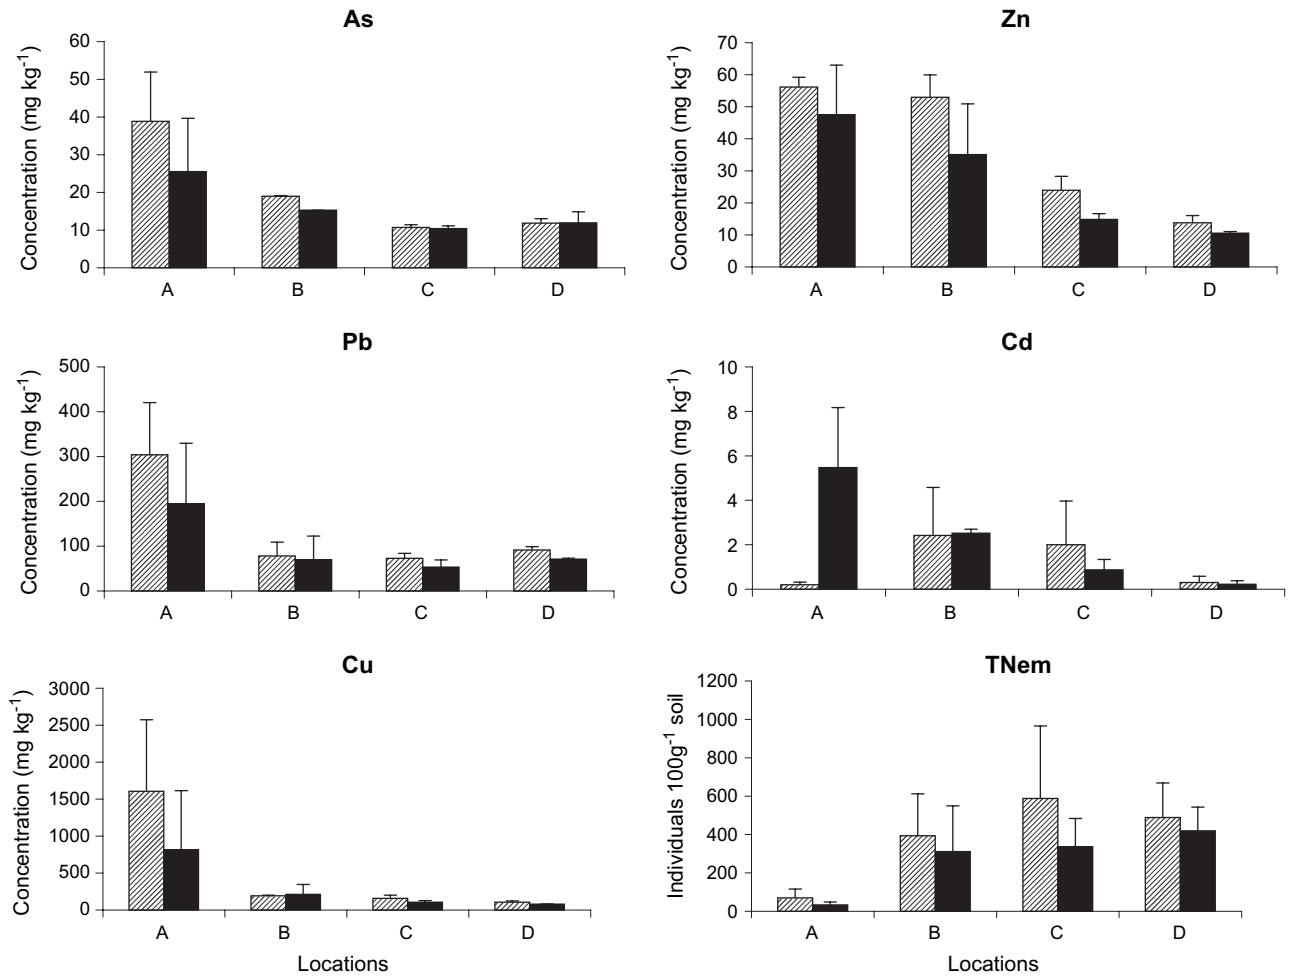 As
Concentration (mg kg⁻¹)
60
50
40
30
20
10
0
A B C D
Zn
Concentration (mg kg⁻¹)
70
60
50
40
30
20
10
0
A B C D
Pb
Concentration (mg kg⁻¹)
500
400
300
200
100
0
A B C D
Cd
Concentration (mg kg⁻¹)
10
8
6
4
2
0
A B C D
Cu
Concentration (mg kg⁻¹)
3000
2500
2000
1500
1000
500
0
A B C D
Locations
TNem
Individuals 100g⁻¹ soil
1200
1000
800
600
400
200
0
A B C D
Locations